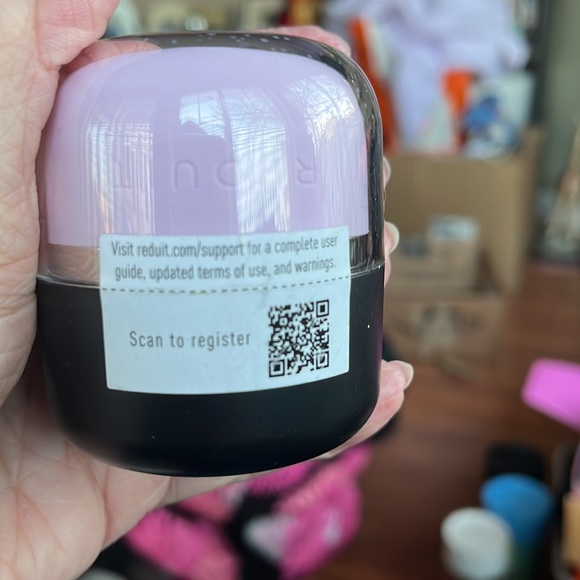 Visit reduit.com/support for a complete user
guide, updated terms of use, and warnings.
Scan to register